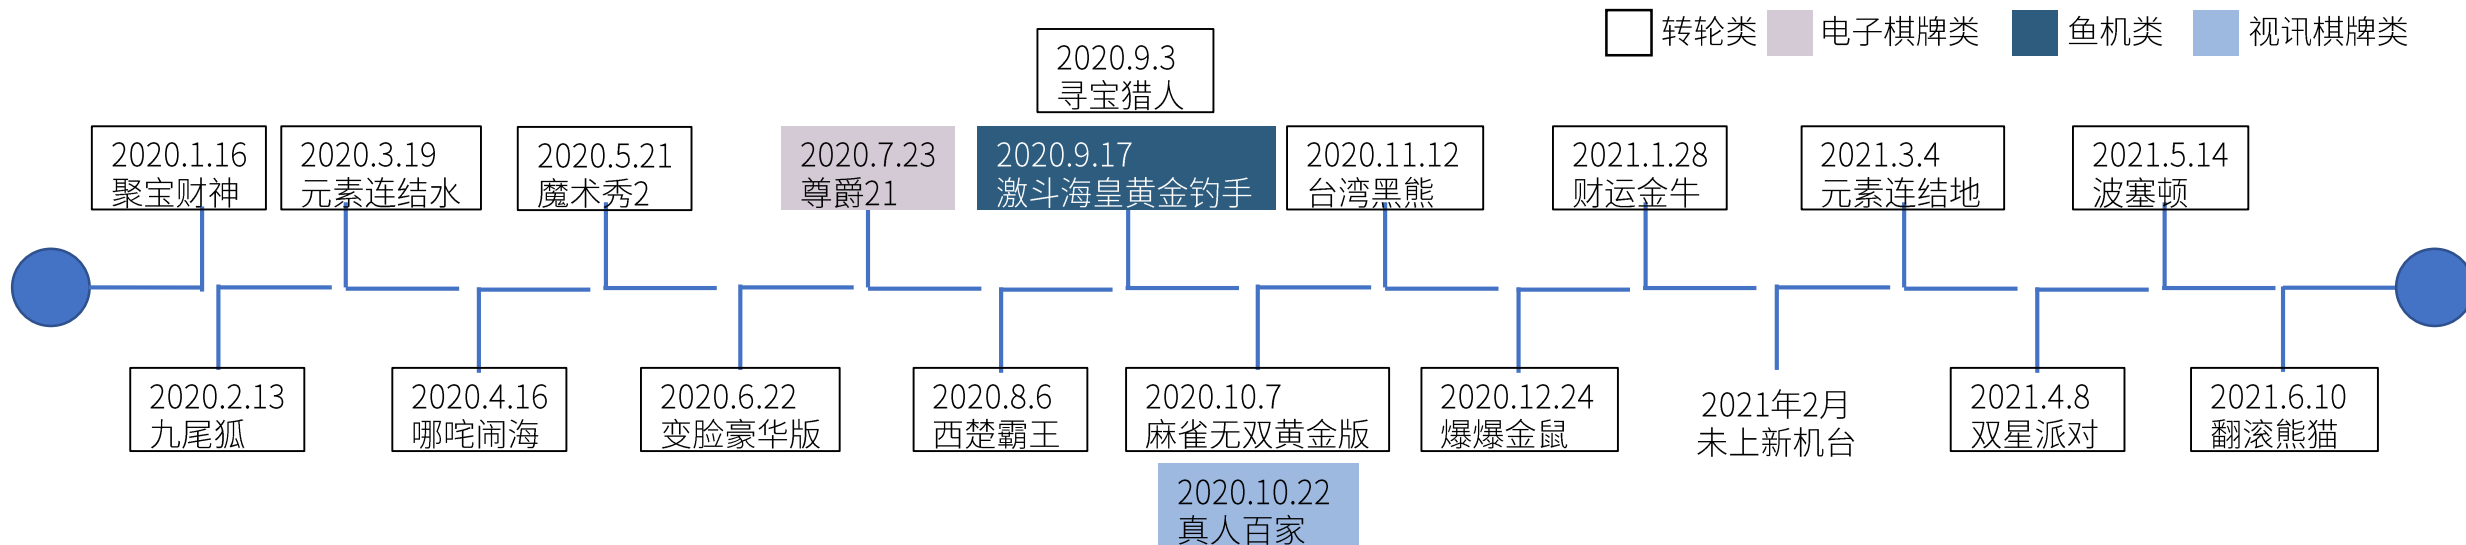 转轮类
电子棋牌类
鱼机类
视讯棋牌类
2020.9.3
寻宝猎人
2020.1.16
聚宝财神
2020.3.19
元素连结水
2020.5.21
魔术秀2
2020.7.23
尊爵21
2020.9.17
激斗海皇黄金钓手
2020.11.12
台湾黑熊
2021.1.28
财运金牛
2021.3.4
元素连结地
2021.5.14
波塞顿
2020.2.13
九尾狐
2020.4.16
哪咤闹海
2020.6.22
变脸豪华版
2020.8.6
西楚霸王
2020.10.7
麻雀无双黄金版
2020.12.24
爆爆金鼠
2021年2月
未上新机台
2021.4.8
双星派对
2021.6.10
翻滚熊猫
2020.10.22
真人百家